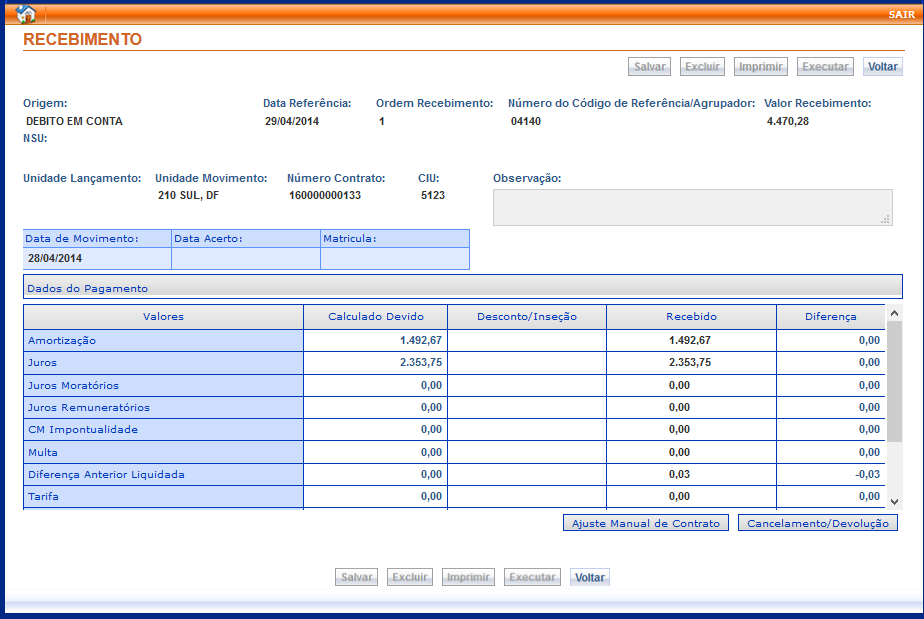 SAIR
RECEBIMENTO
Salvar Excluir Imprimir Executar Voltar
Origem: Data Referência: Ordem Recebimento: Número do Código de Referência/Agrupador: Valor Recebimento:
DEBITO EM CONTA 29/04/2014 1 04140 4.470,28
NSU:
Unidade Lançamento: Unidade Movimento: Número Contrato: CIU: Observação:
210 SUL, DF 160000000133 5123
Data de Movimento: Data Acerto: Matricula:
28/04/2014
Dados do Pagamento
Valores Calculado Devido Desconto/Inseção Recebido Diferença
Amortização 1.492,67 1.492,67 0,00
Juros 2.353,75 2.353,75 0,00
Juros Moratórios 0,00 0,00 0,00
Juros Remuneratórios 0,00 0,00 0,00
CM Impontualidade 0,00 0,00 0,00
Multa 0,00 0,00 0,00
Diferença Anterior Liquidada 0,00 0,03 -0,03
Tarifa 0,00 0,00 0,00
Ajuste Manual de Contrato Cancelamento/Devolução
Salvar Excluir Imprimir Executar Voltar